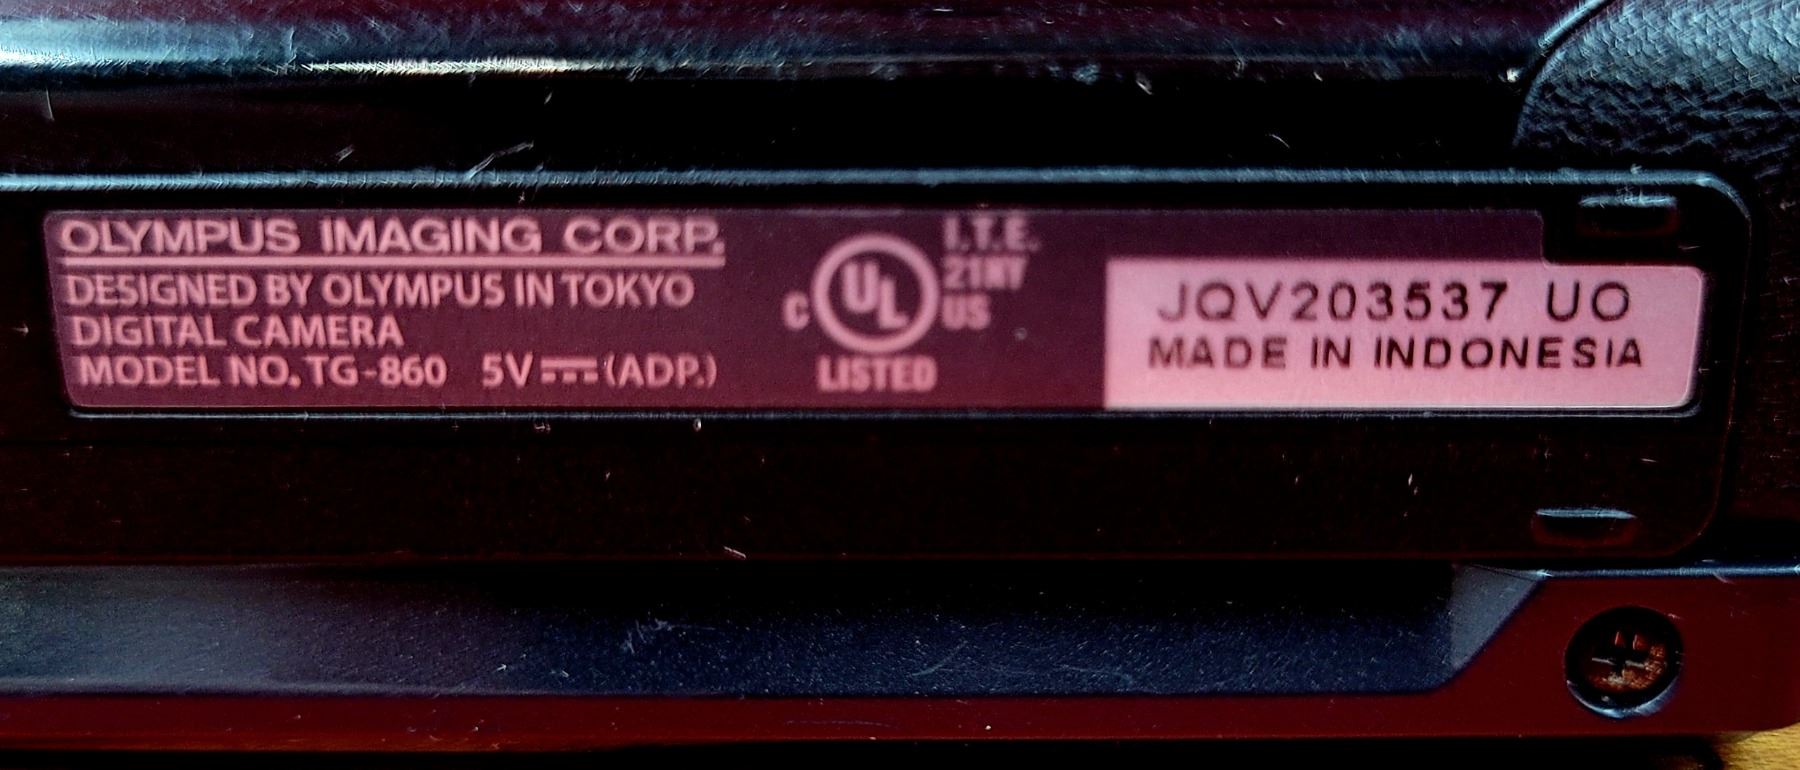 OLYMPUS IMAGING CORP.
DESIGNED BY OLYMPUS IN TOKYO
DIGITAL CAMERA
MODEL NO. TG-860 5V⎓(ADP.)
C UL US
LISTED
I.T.E.
21NY
JQV203537 UO
MADE IN INDONESIA